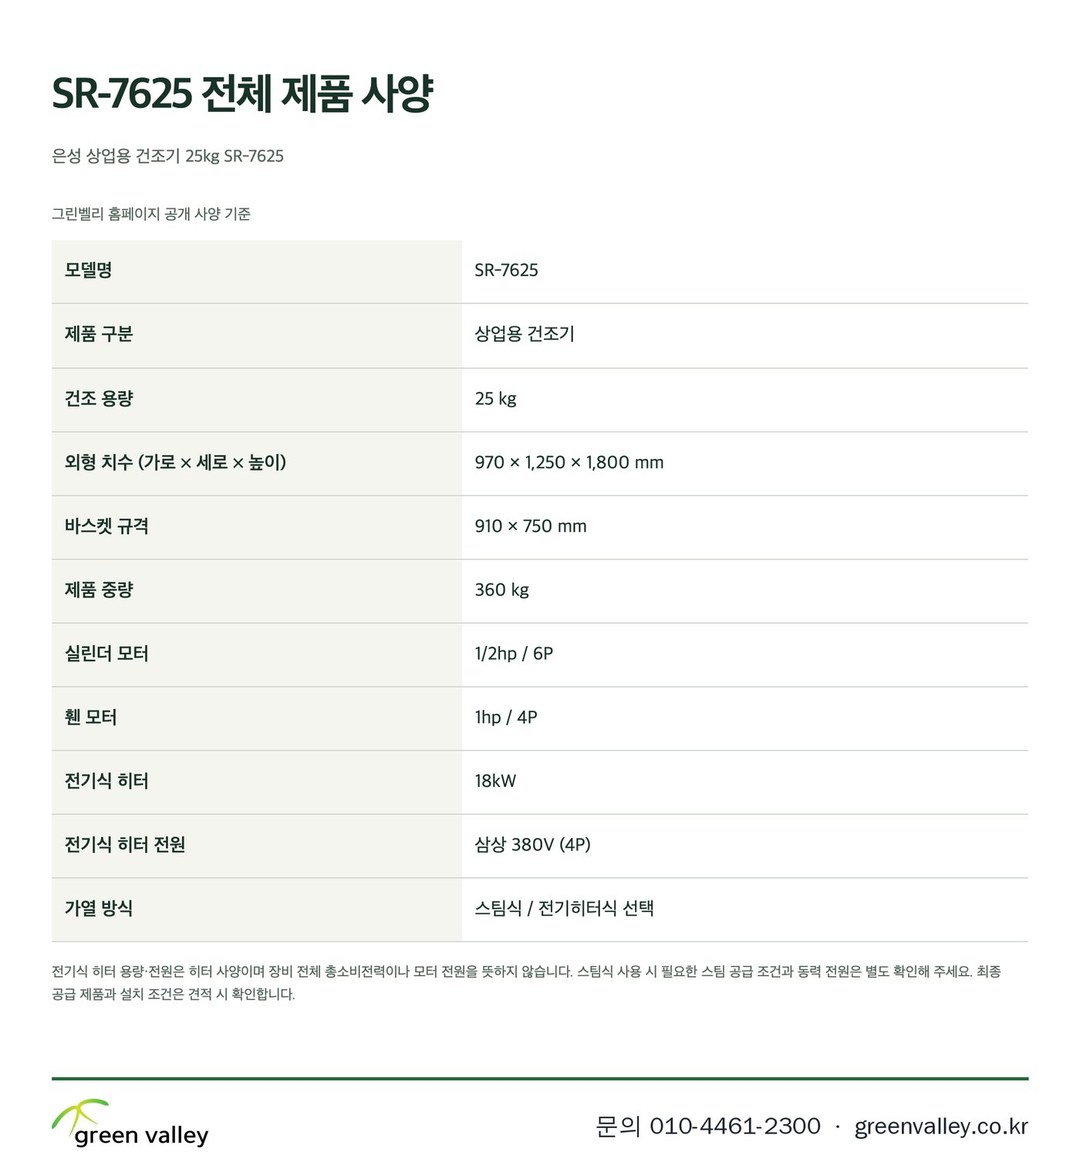 SR-7625 전체 제품 사양
은성 상업용 건조기 25kg SR-7625
그린벨리 홈페이지 공개 사양 기준
모델명 SR-7625
제품 구분 상업용 건조기
건조 용량 25 kg
외형 치수 (가로 × 세로 × 높이) 970 × 1,250 × 1,800 mm
바스켓 규격 910 × 750 mm
제품 중량 360 kg
실린더 모터 1/2hp / 6P
휀 모터 1hp / 4P
전기식 히터 18kW
전기식 히터 전원 삼상 380V (4P)
가열 방식 스팀식 / 전기히터식 선택
전기식 히터 용량·전원은 히터 사양이며 장비 전체 총소비전력이나 모터 전원을 뜻하지 않습니다. 스팀식 사용 시 필요한 스팀 공급 조건과 동력 전원은 별도 확인해 주세요. 최종
공급 제품과 설치 조건은 견적 시 확인합니다.
green valley
문의 010-4461-2300 · greenvalley.co.kr